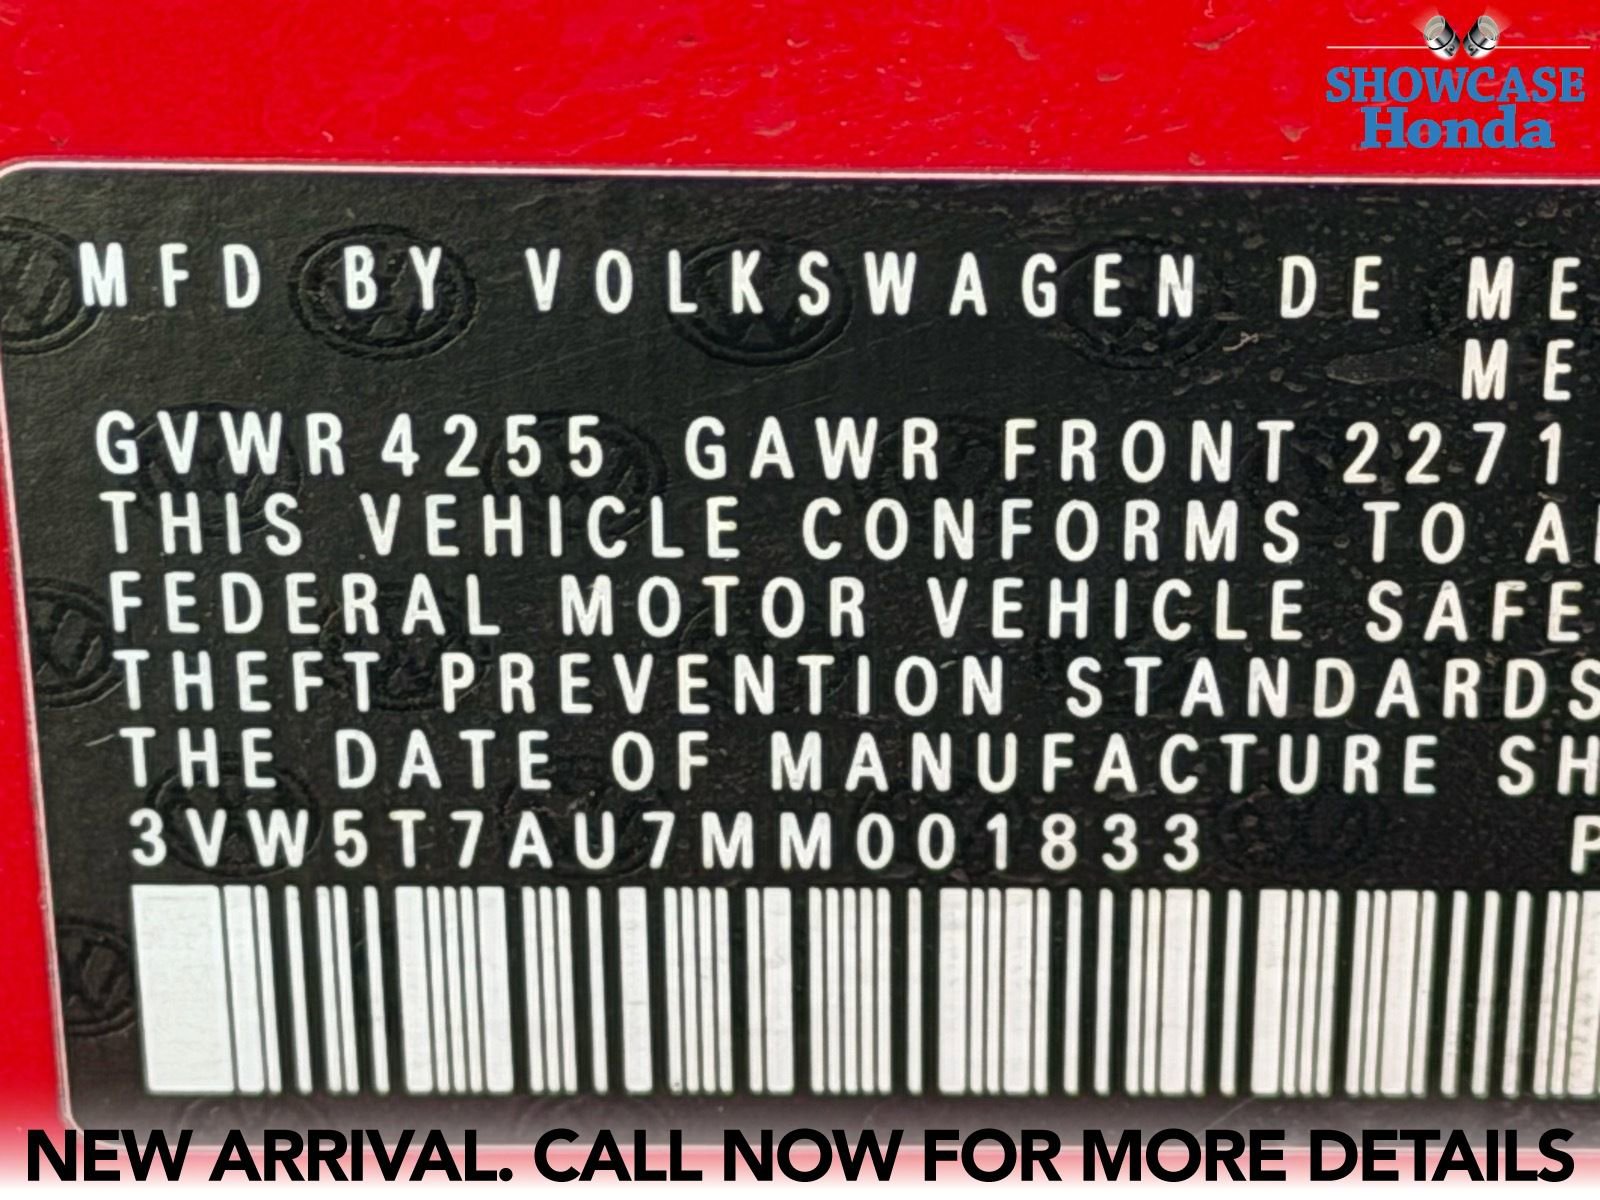 SHOWCASE
Honda
MFD BY VOLKSWAGEN DE ME
ME
GVWR 4255 GAWR FRONT 2271
THIS VEHICLE CONFORMS TO A
FEDERAL MOTOR VEHICLE SAFE
THEFT PREVENTION STANDARDS
THE DATE OF MANUFACTURE SH
3VW5T7AU7MM001833 P
NEW ARRIVAL. CALL NOW FOR MORE DETAILS